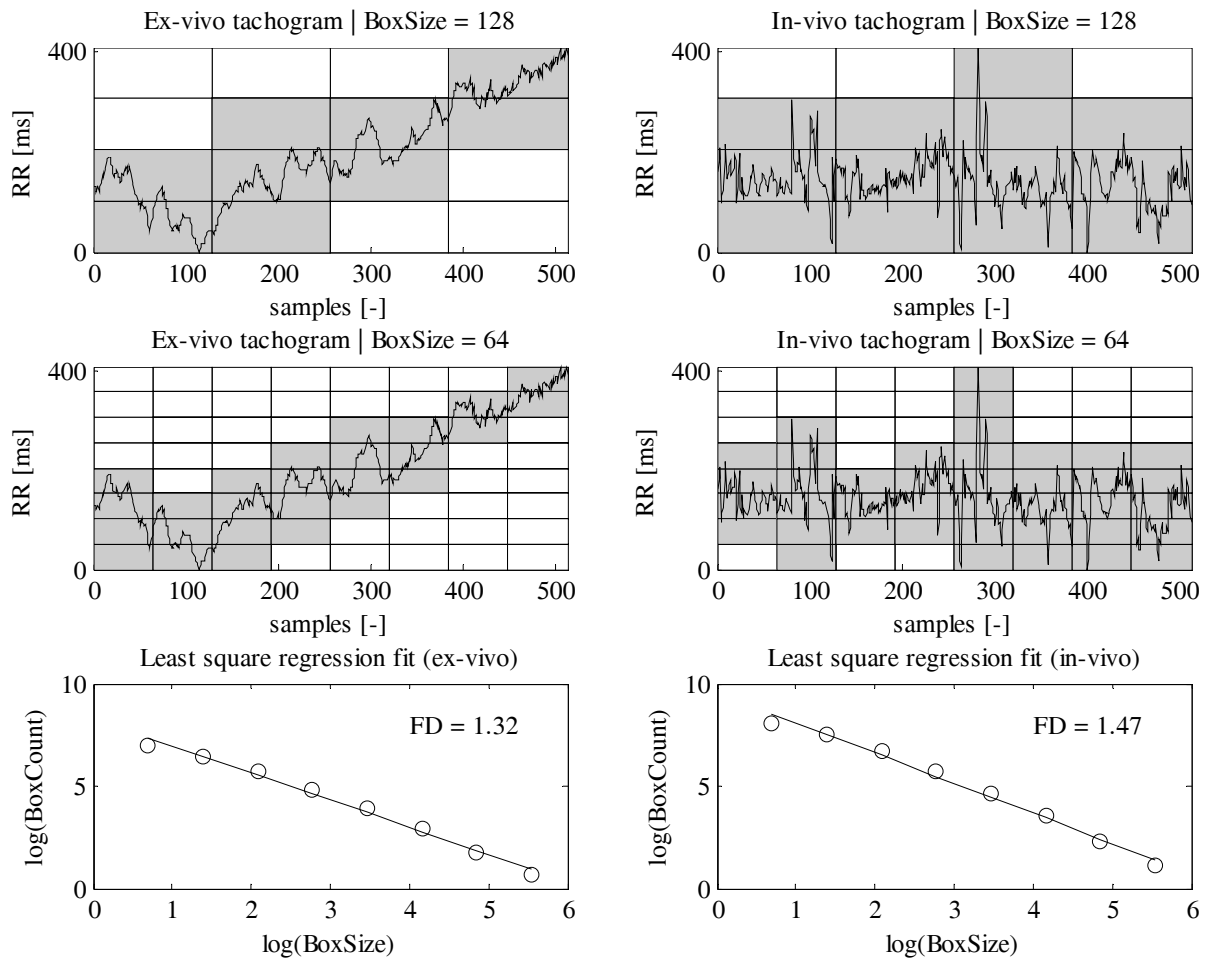 Ex-vivo tachogram | BoxSize = 128
400
RR [ms]
0
0 100 200 300 400 500
samples [-]
In-vivo tachogram | BoxSize = 128
400
RR [ms]
0
0 100 200 300 400 500
samples [-]
Ex-vivo tachogram | BoxSize = 64
400
RR [ms]
0
0 100 200 300 400 500
samples [-]
In-vivo tachogram | BoxSize = 64
400
RR [ms]
0
0 100 200 300 400 500
samples [-]
Least square regression fit (ex-vivo)
10
FD = 1.32
log(BoxCount)
5
0
0 1 2 3 4 5 6
log(BoxSize)
Least square regression fit (in-vivo)
10
FD = 1.47
log(BoxCount)
5
0
0 1 2 3 4 5 6
log(BoxSize)